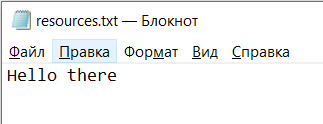 resources.txt — Блокнот
Файл Правка Формат Вид Справка
Hello there